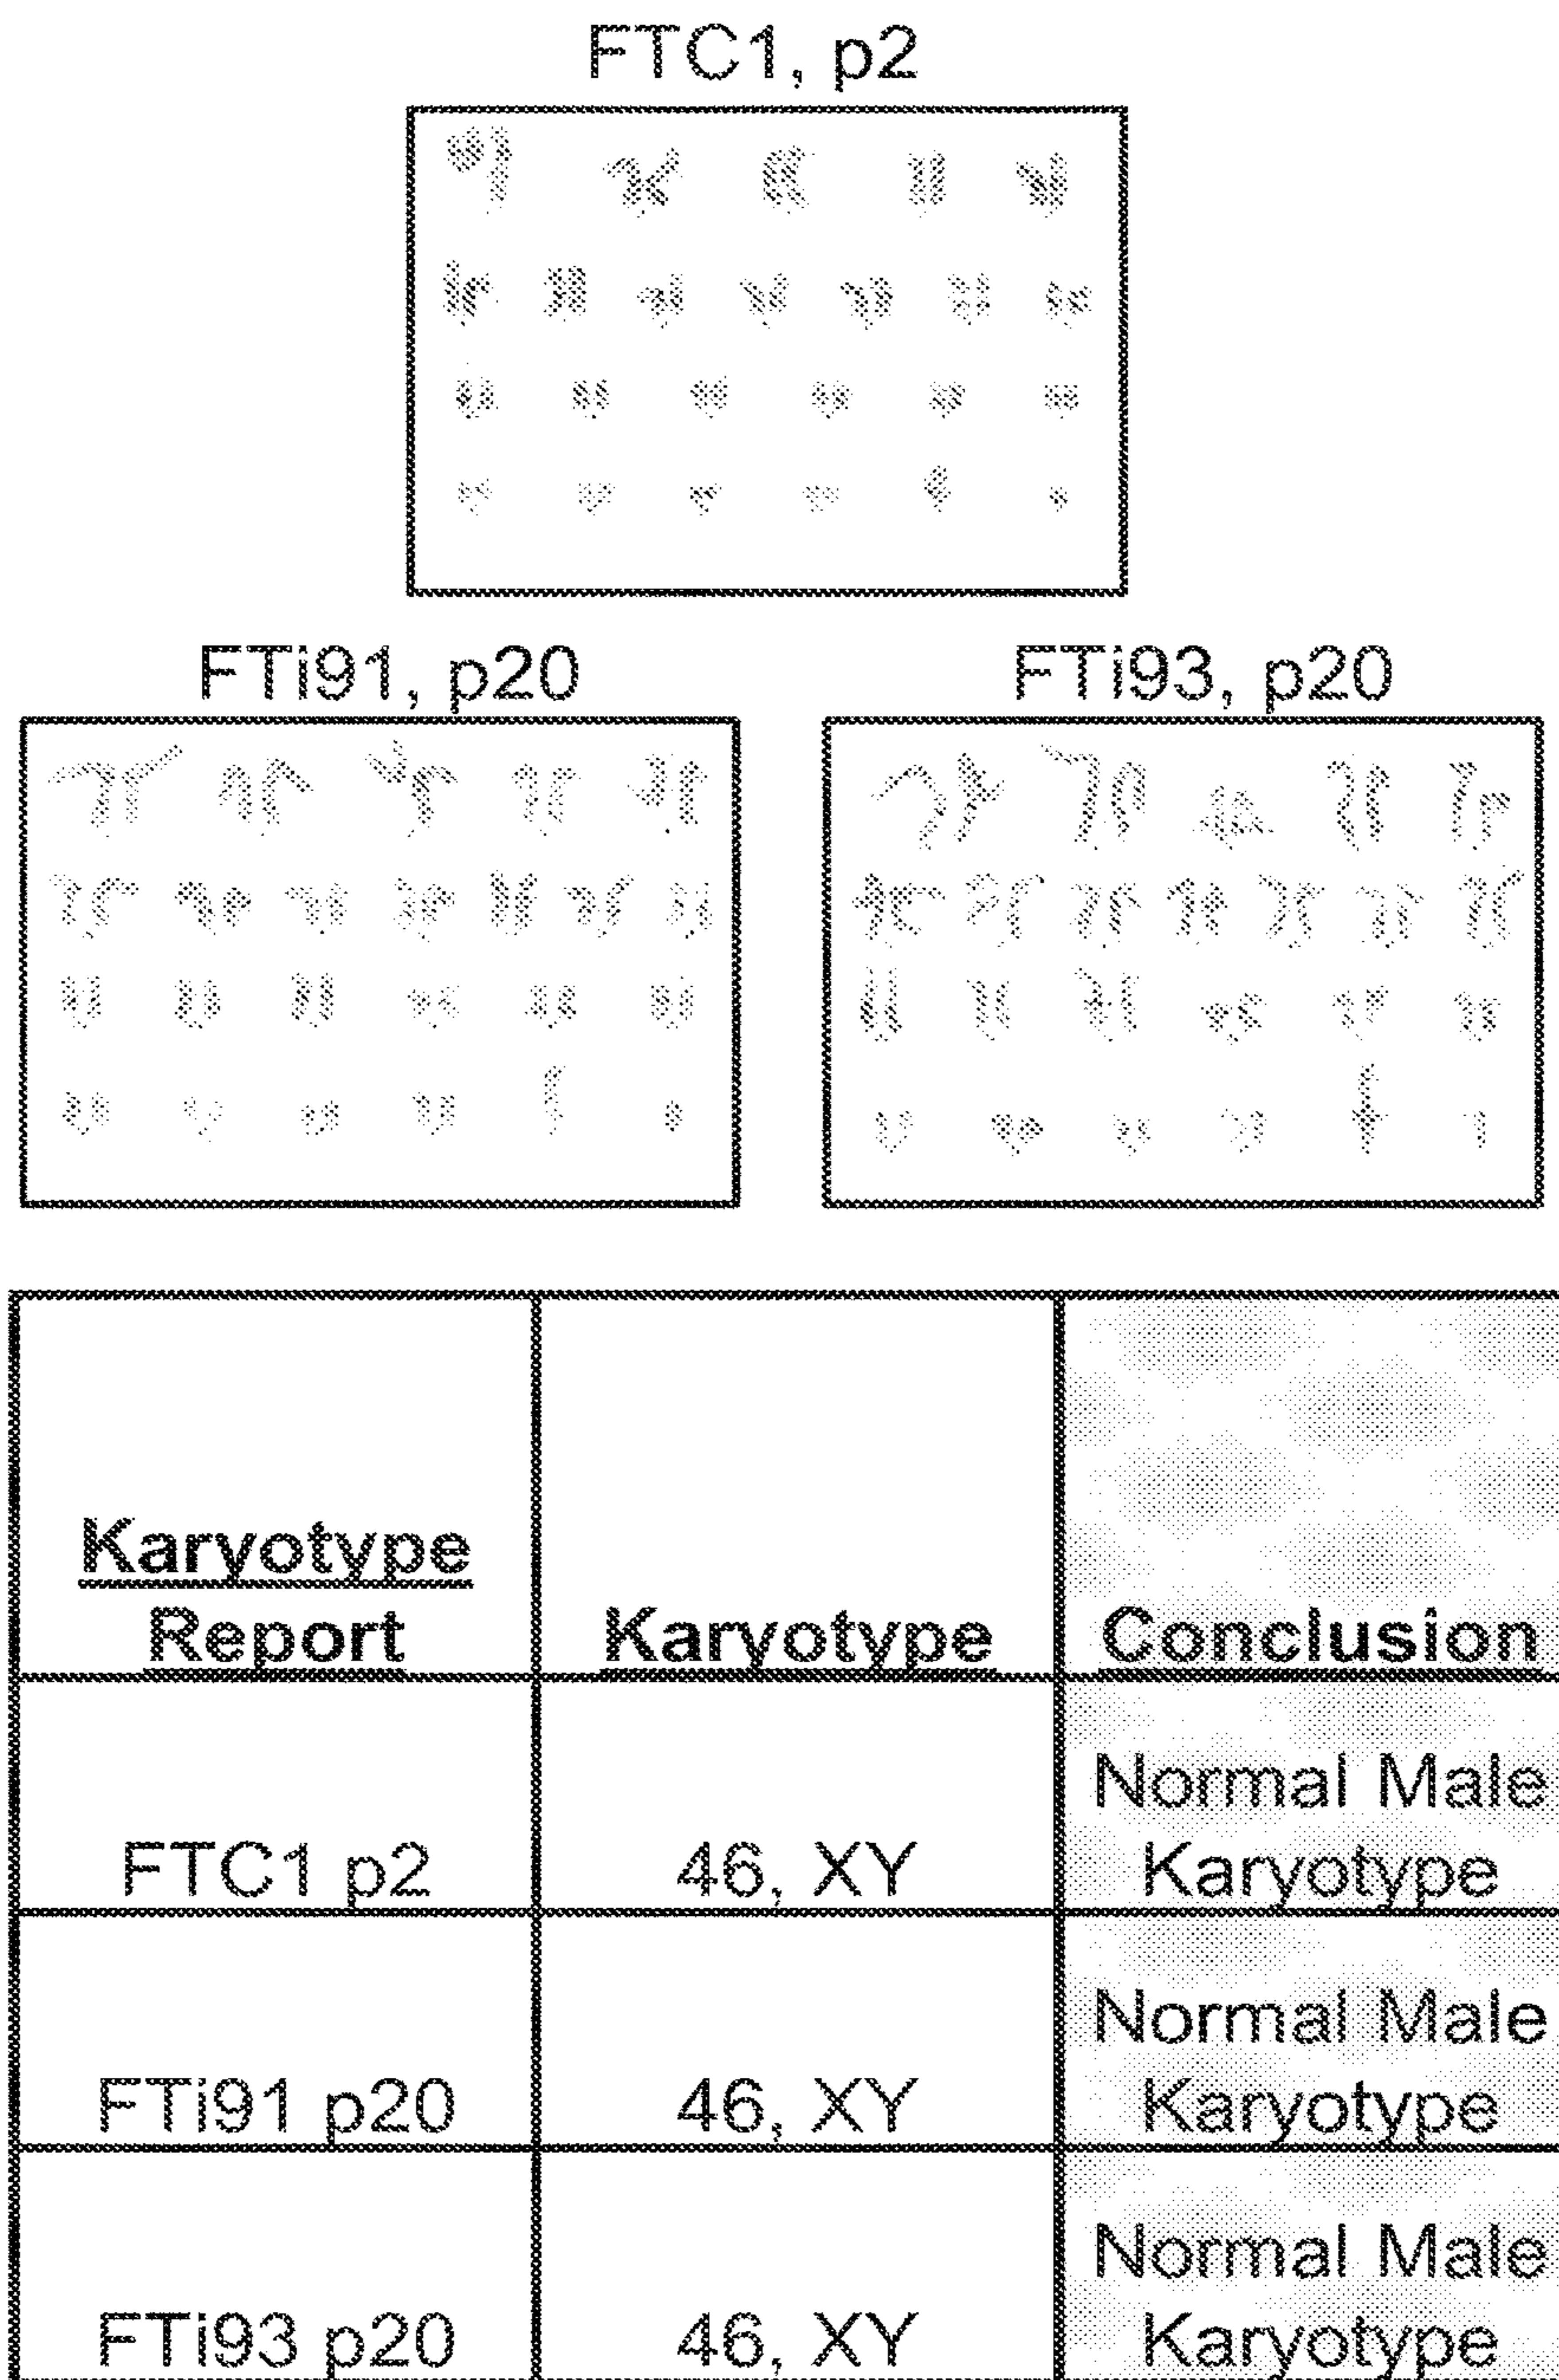 FTC1, p2
FTi91, p20
FTi93, p20
Karyotype
Report
Karyotype
Conclusion
FTC1 p2
46, XY
Normal Male
Karyotype
FTi91 p20
46, XY
Normal Male
Karyotype
FTi93 p20
46, XY
Normal Male
Karyotype